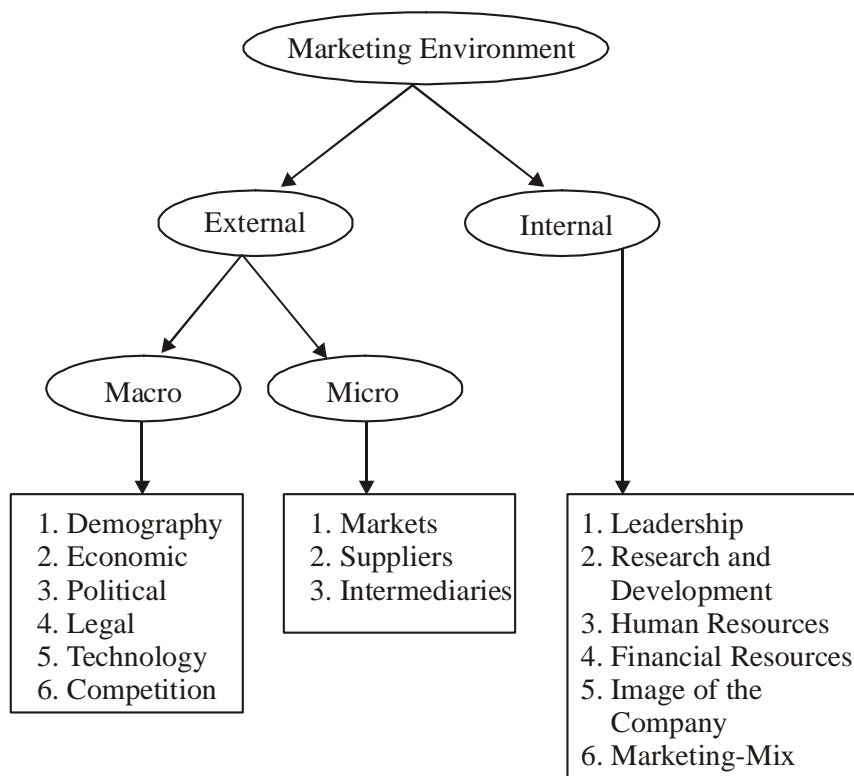 Marketing Environment
External
Internal
Macro
Micro
1. Demography
2. Economic
3. Political
4. Legal
5. Technology
6. Competition
1. Markets
2. Suppliers
3. Intermediaries
1. Leadership
2. Research and
Development
3. Human Resources
4. Financial Resources
5. Image of the
Company
6. Marketing-Mix